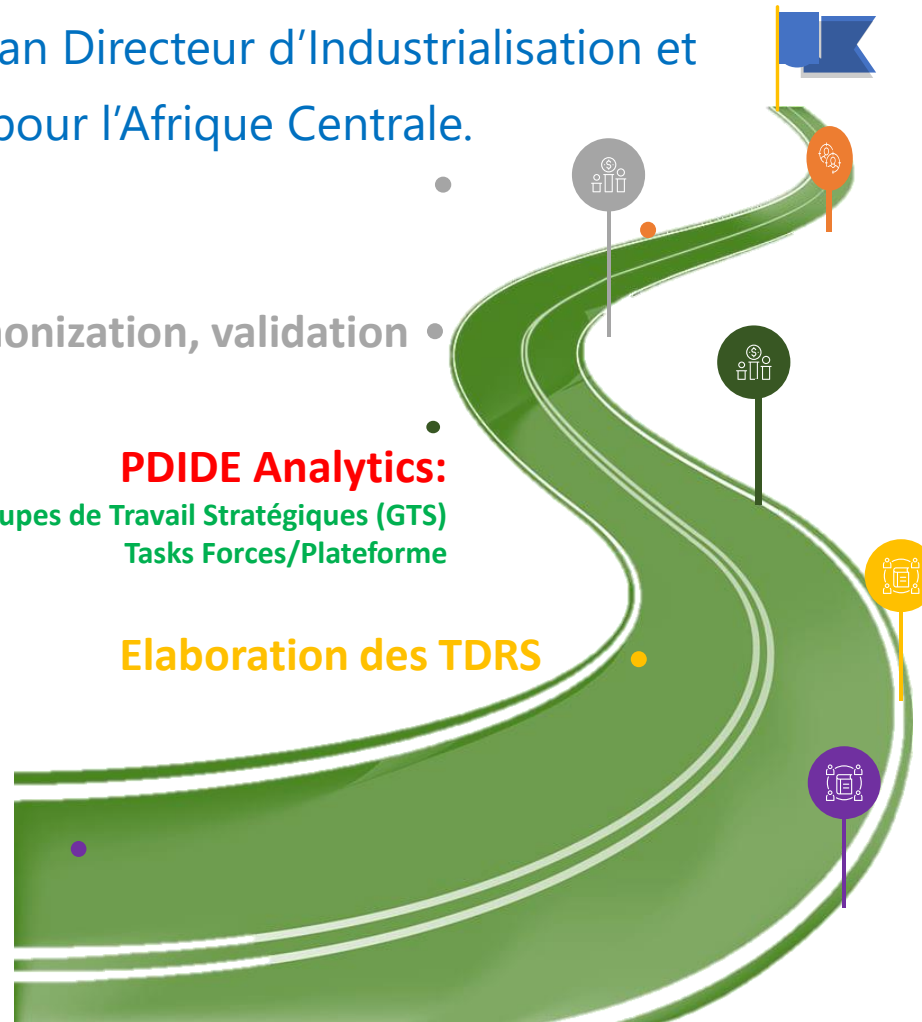 an Directeur d’Industrialisation et
pour l’Afrique Centrale.
onization, validation
PDIDE Analytics:
upes de Travail Stratégiques (GTS)
Tasks Forces/Plateforme
Elaboration des TDRS